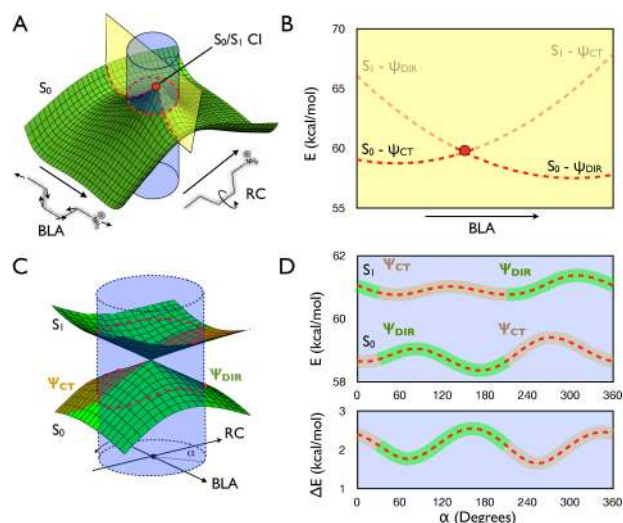 A
S₀/S₁ CI
S₀
BLA
NH₂
⊕
RC
B
E (kcal/mol)
70
65
60
55
S₁ - ΨCT
S₁ - ΨDIR
S₀ - ΨCT
S₀ - ΨDIR
BLA
C
S₁
ΨCT
ΨDIR
S₀
RC
α
BLA
D
E (kcal/mol)
62
60
58
S₁
ΨCT
ΨDIR
S₀
ΨDIR
ΨCT
0 60 120 180 240 300 360
ΔE (kcal/mol)
3
2
1
0 60 120 180 240 300 360
α (Degrees)